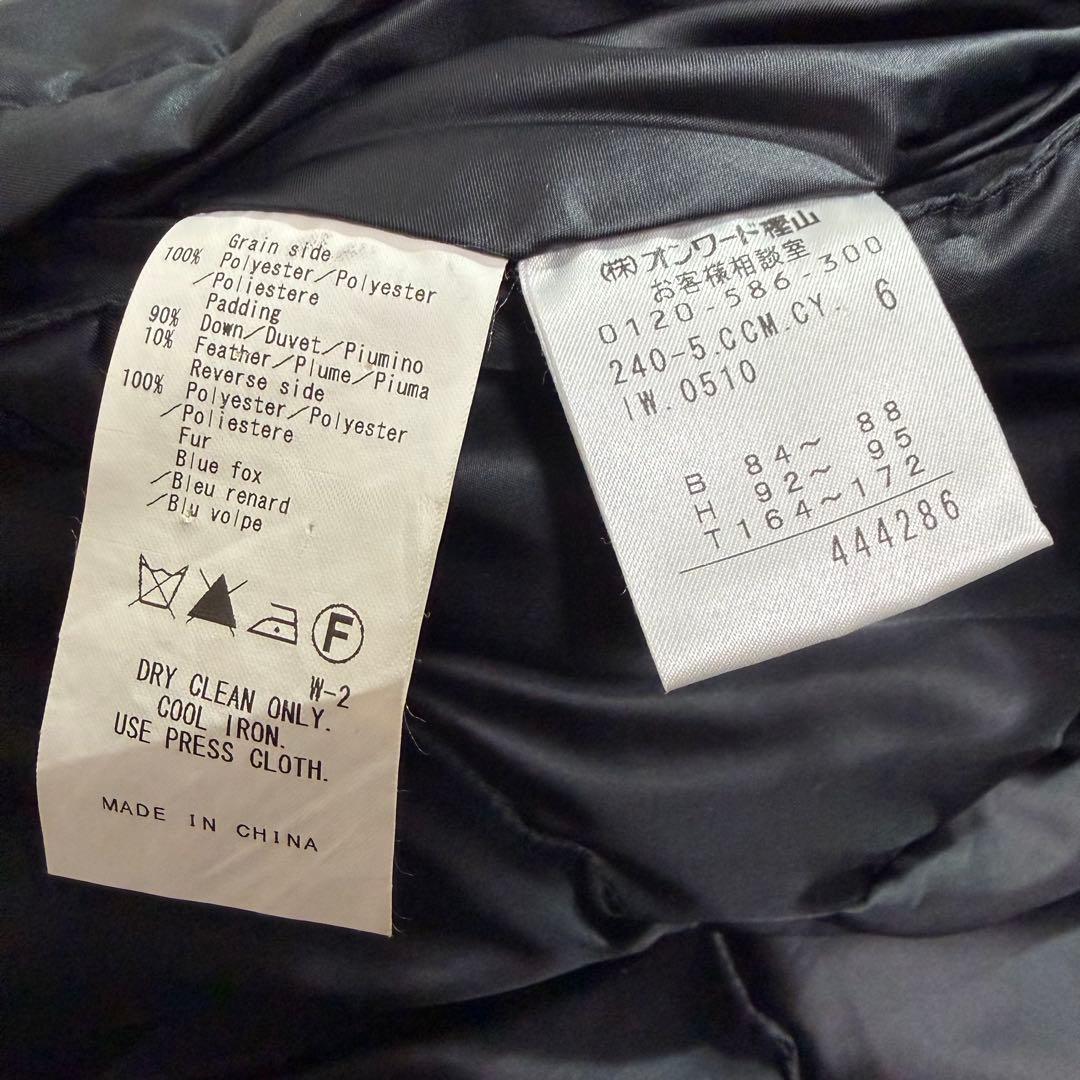 Grain side
100% Polyester/Polyester
/Poliestere
Padding
90% Down/Duvet/Piumino
10% Feather/Plume/Piuma
Reverse side
100% Polyester/Polyester
/Poliestere
Fur
Blue fox
/Bleu renard
/Blu volpe
F
W-2
DRY CLEAN ONLY.
COOL IRON.
USE PRESS CLOTH.
MADE IN CHINA
(株)オンワード樫山
お客様相談室
0120-586-300
240-5.CCM.CY. 6
IW.0510
B 84~ 88
H 92~ 95
T164~172
444286